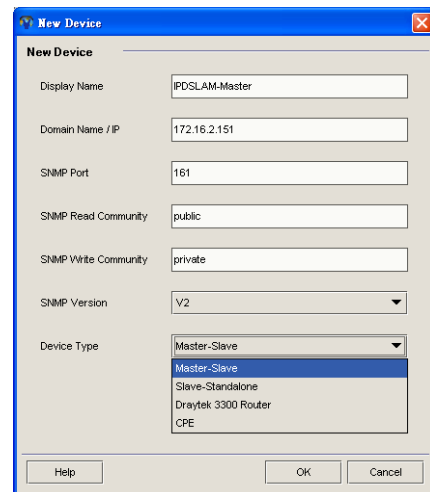 New Device
New Device
Display Name IPDSLAM-Master
Domain Name / IP 172.16.2.151
SNMP Port 161
SNMP Read Community public
SNMP Write Community private
SNMP Version V2
Device Type Master-Slave
Master-Slave
Slave-Standalone
Draytek 3300 Router
CPE
Help OK Cancel